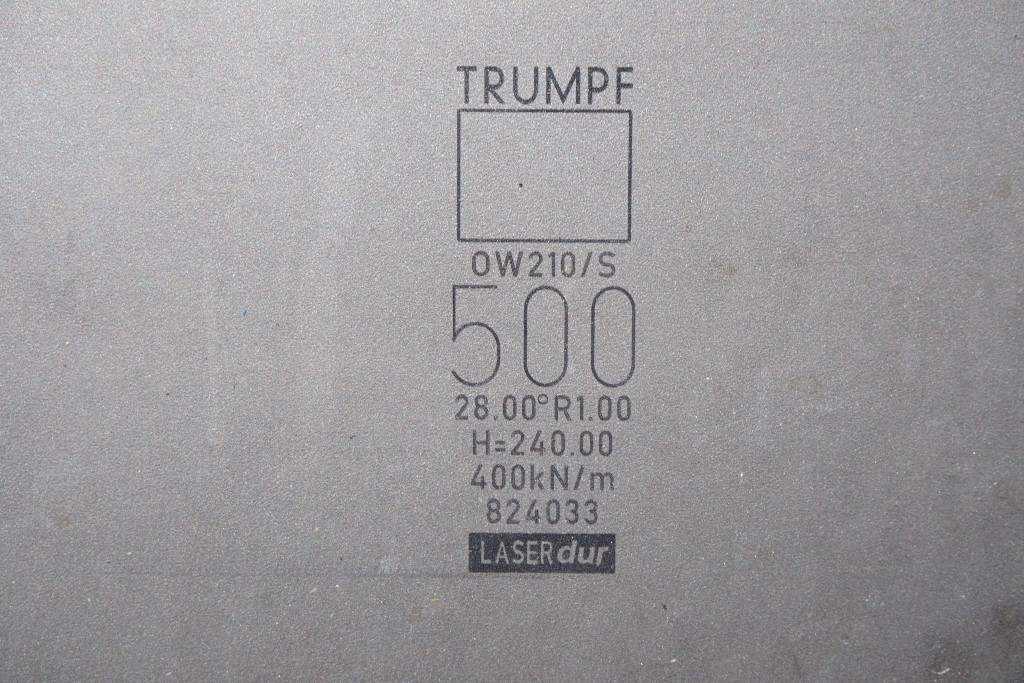 TRUMPF
OW210/S
500
28.00°R1.00
H=240.00
400kN/m
824033
LASERdur